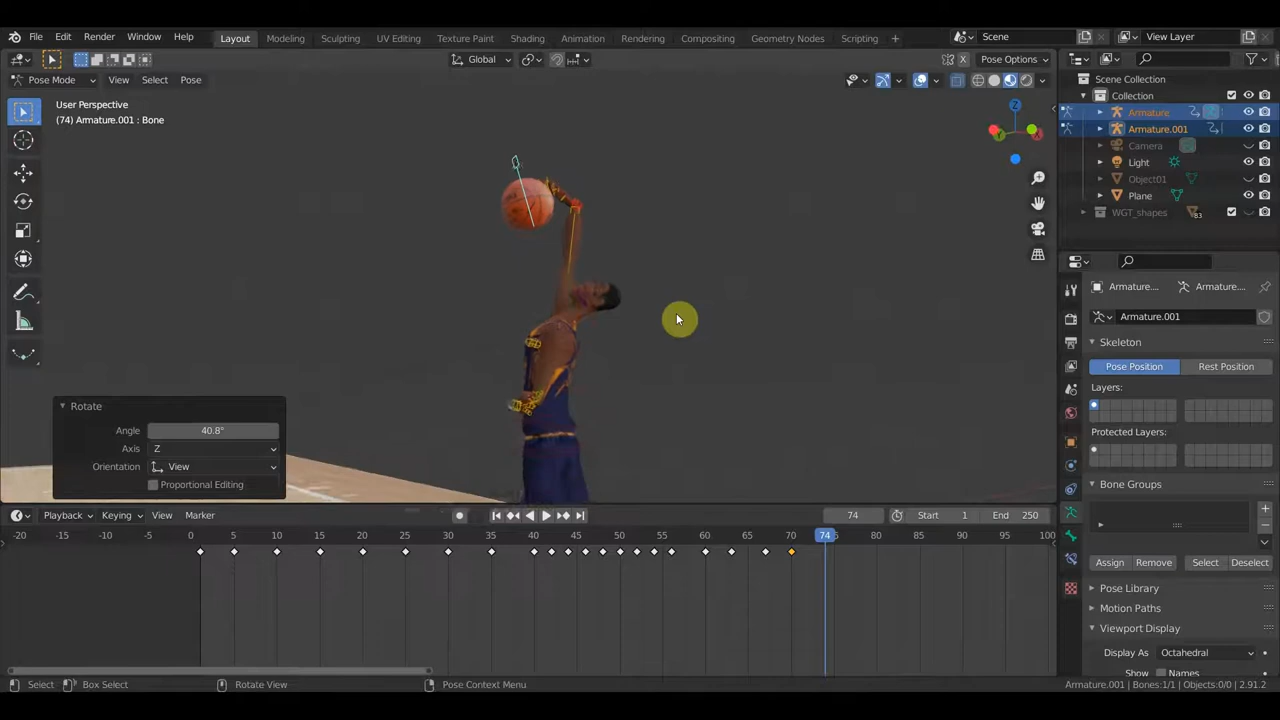 File Edit Render Window Help Layout Modeling Sculpting UV Editing Texture Paint Shading Animation Rendering Compositing Geometry Nodes Scripting + Scene View Layer
Global Pose Options
Pose Mode View Select Pose
User Perspective
(74) Armature.001 : Bone
Z
Y
X
Scene Collection
Collection
Armature
Armature.001
Camera
Light
Object01
Plane
WGT_shapes 83
Armature.... Armature....
Armature.001
Skeleton
Pose Position Rest Position
Layers:
Protected Layers:
Bone Groups
Assign Remove Select Deselect
Pose Library
Motion Paths
Viewport Display
Display As Octahedral
Show Names
Rotate
Angle 40.8°
Axis Z
Orientation View
Proportional Editing
Playback Keying View Marker 74 Start 1 End 250
-20 -15 -10 -5 0 5 10 15 20 25 30 35 40 45 50 55 60 65 70 74 80 85 90 95 100
Select Box Select Rotate View Pose Context Menu Armature.001 | Bones:1/1 | Objects:0/0 | 2.91.2